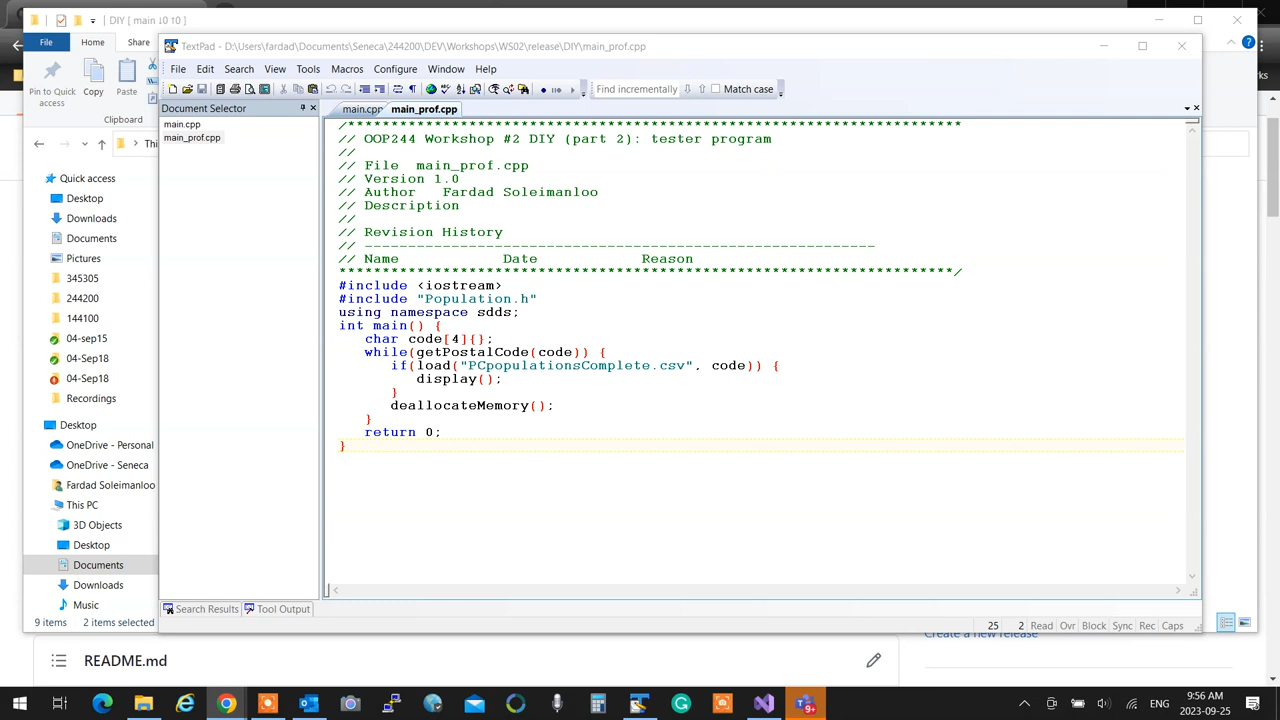 DIY [ main ↓0 ↑0 ]
File
Home
Share
Pin to Quick access
Copy
Paste
Clipboard
Thi
Quick access
Desktop
Downloads
Documents
Pictures
345305
244200
144100
04-sep15
04-Sep18
04-Sep18
Recordings
Desktop
OneDrive - Personal
OneDrive - Seneca
Fardad Soleimanloo
This PC
3D Objects
Desktop
Documents
Downloads
Music
9 items 2 items selected
TextPad - D:\Users\fardad\Documents\Seneca\244200\DEV\Workshops\WS02\release\DIY\main_prof.cpp
File Edit Search View Tools Macros Configure Window Help
Find incrementally Match case
Document Selector
main.cpp main_prof.cpp
main.cpp
main_prof.cpp
/***********************************************************************
// OOP244 Workshop #2 DIY (part 2): tester program
//
// File  main_prof.cpp
// Version 1.0
// Author   Fardad Soleimanloo
// Description
//
// Revision History
// -----------------------------------------------------------
// Name            Date            Reason
***********************************************************************/
#include <iostream>
#include "Population.h"
using namespace sdds;
int main() {
   char code[4]{};
   while(getPostalCode(code)) {
      if(load("PCpopulationsComplete.csv", code)) {
         display();
      }
      deallocateMemory();
   }
   return 0;
}
Search Results Tool Output
25 2 Read Ovr Block Sync Rec Caps
ks
Create a new release
README.md
9+
ENG
9:56 AM
2023-09-25